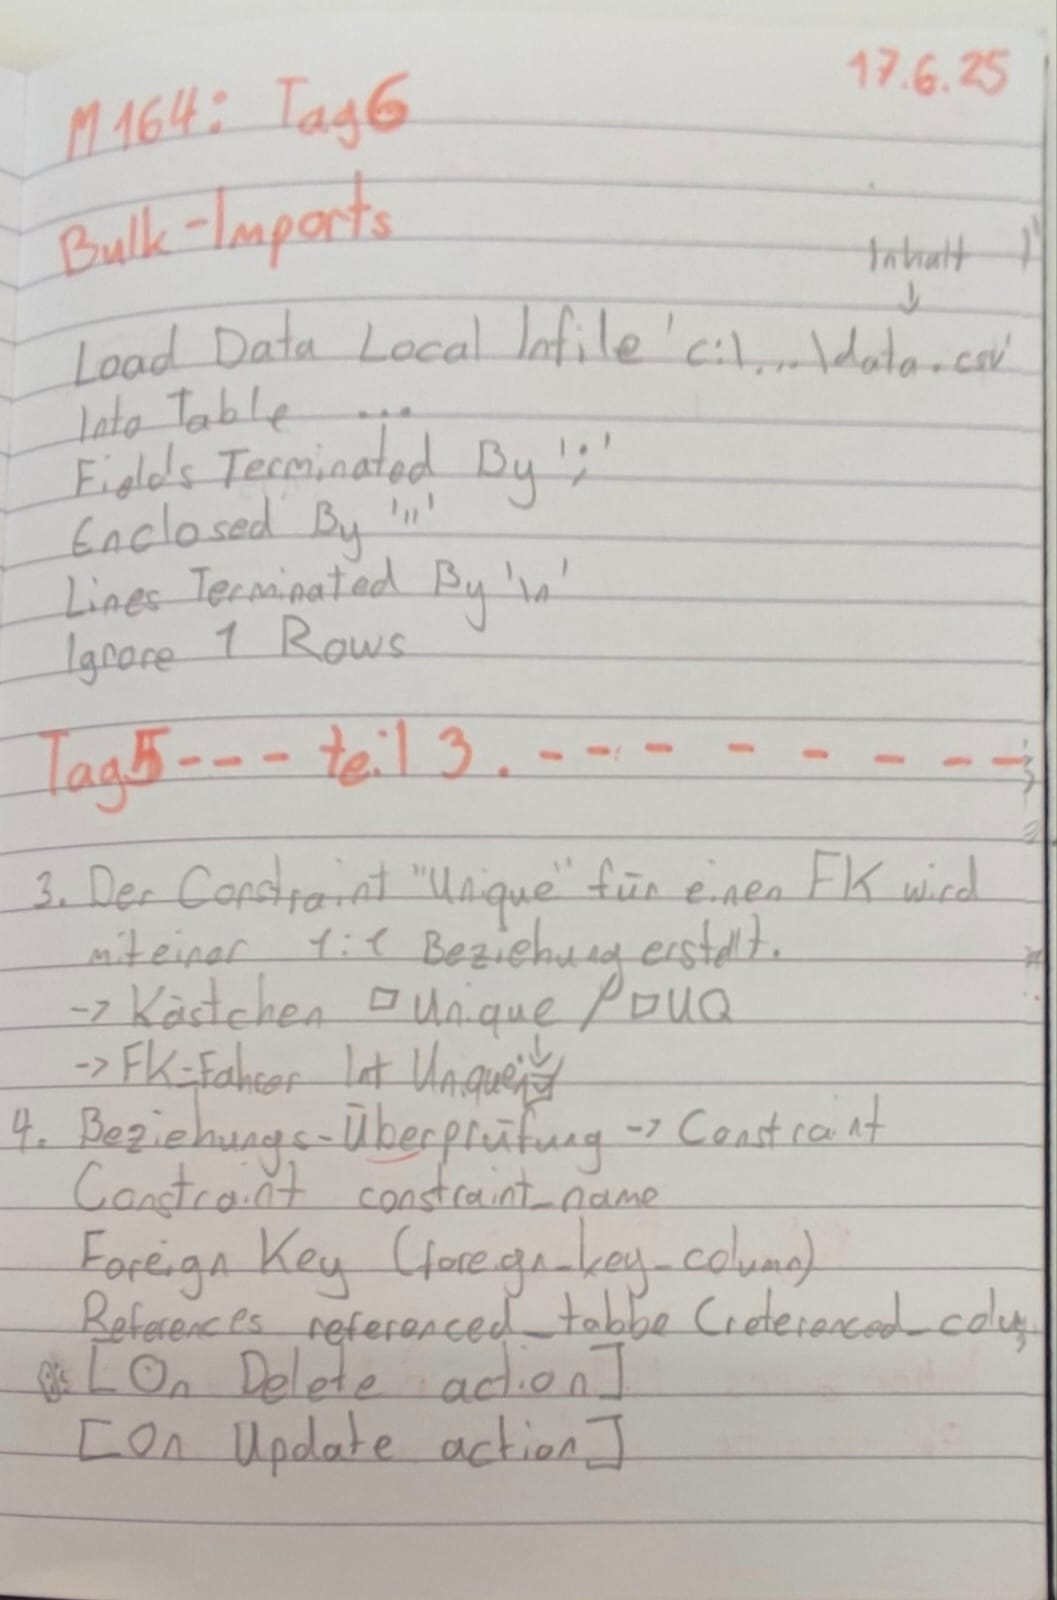 17.6.25
M164: Tag6
Bulk-Imports
Inhalt
↓
Load Data Local Infile 'c:\...\data.csv'
Into Table ...
Fields Terminated By ';'
Enclosed By '"'
Lines Terminated By '\n'
Ignore 1 Rows
Tag5--- teil 3. - - - - - - - -
3. Der Constraint "Unique" für einen FK wird
mit einer 1:1 Beziehung erstellt.
-> Kästchen □ Unique / □ UQ
-> FK-Fahrer Int Unique
4. Beziehungs-Überprüfung -> Constraint
Constraint constraint_name
Foreign Key (foreign_key_column)
References referenced_tabbe (referenced_colu
[On Delete action]
[On Update action]